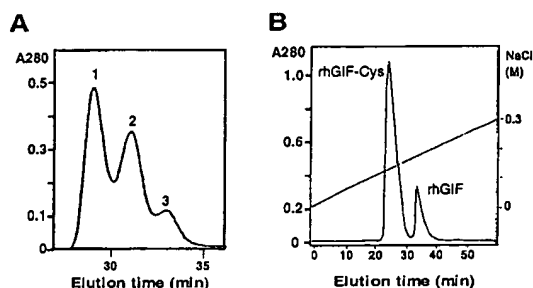 A
A280
0.5
0.3
0.1
1
2
3
30
35
Elution time (min)
B
A280
1.0
0.6
0.2
0
rhGIF-Cys
rhGIF
NaCl
(M)
0.3
0
0 10 20 30 40 50
Elution time (min)